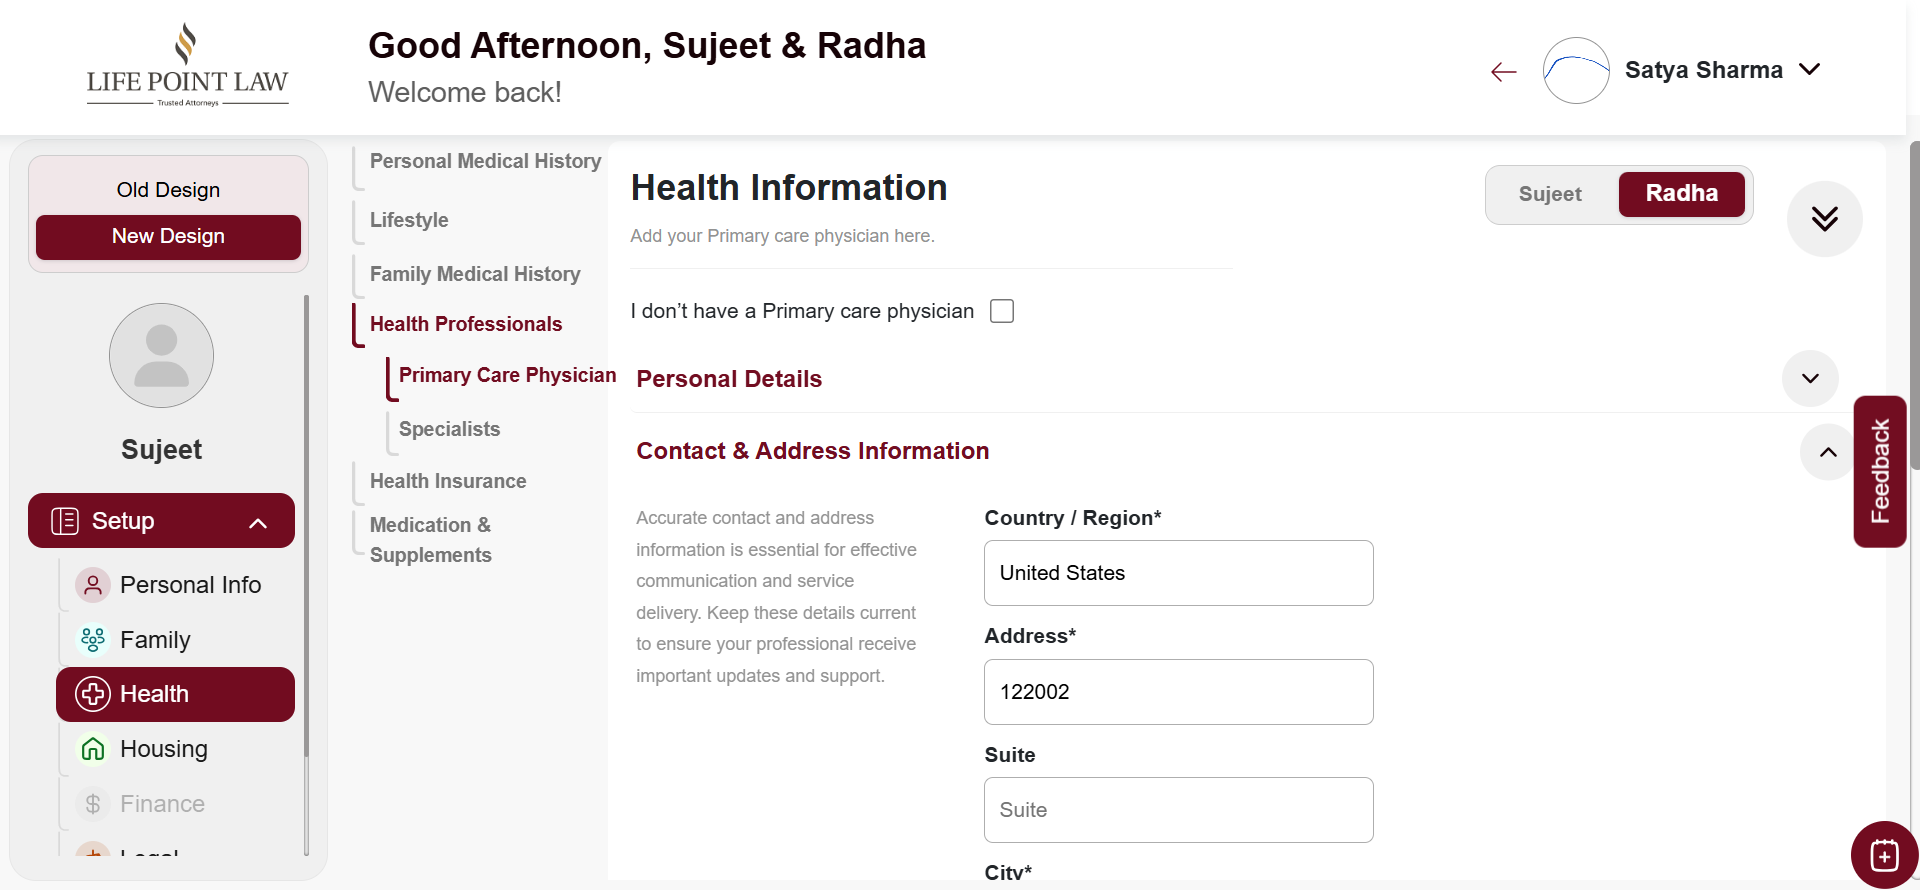 LIFE POINT LAW
Trusted Attorneys
Good Afternoon, Sujeet & Radha
Welcome back!
Satya Sharma
Old Design
New Design
Sujeet
Setup
Personal Info
Family
Health
Housing
Finance
Personal Medical History
Lifestyle
Family Medical History
Health Professionals
Primary Care Physician
Specialists
Health Insurance
Medication &
Supplements
Health Information
Add your Primary care physician here.
Sujeet
Radha
I don’t have a Primary care physician
Personal Details
Contact & Address Information
Accurate contact and address
information is essential for effective
communication and service
delivery. Keep these details current
to ensure your professional receive
important updates and support.
Country / Region*
United States
Address*
122002
Suite
Suite
City*
Feedback